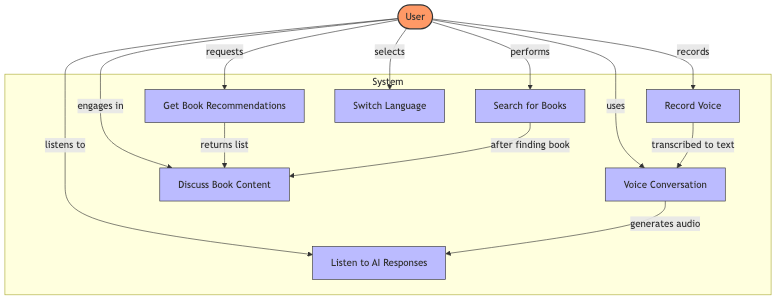 User
requests
selects
performs
records
System
engages in
Get Book Recommendations
Switch Language
Search for Books
uses
Record Voice
listens to
returns list
after finding book
transcribed to text
Discuss Book Content
Voice Conversation
generates audio
Listen to AI Responses